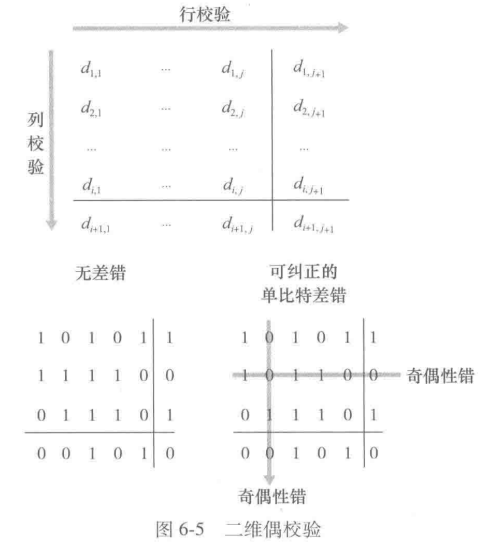 行校验
列校验
d1,1 ... d1,j d1,j+1
d2,1 ... d2,j d2,j+1
... ... ... ...
di,1 ... di,j di,j+1
di+1,1 ... di+1,j di+1,j+1
无差错
1 0 1 0 1 1
1 1 1 1 0 0
0 1 1 1 0 1
0 0 1 0 1 0
可纠正的
单比特差错
1 0 1 0 1 1
1 0 1 1 0 0 奇偶性错
0 1 1 1 0 1
0 0 1 0 1 0
奇偶性错
图 6-5 二维偶校验